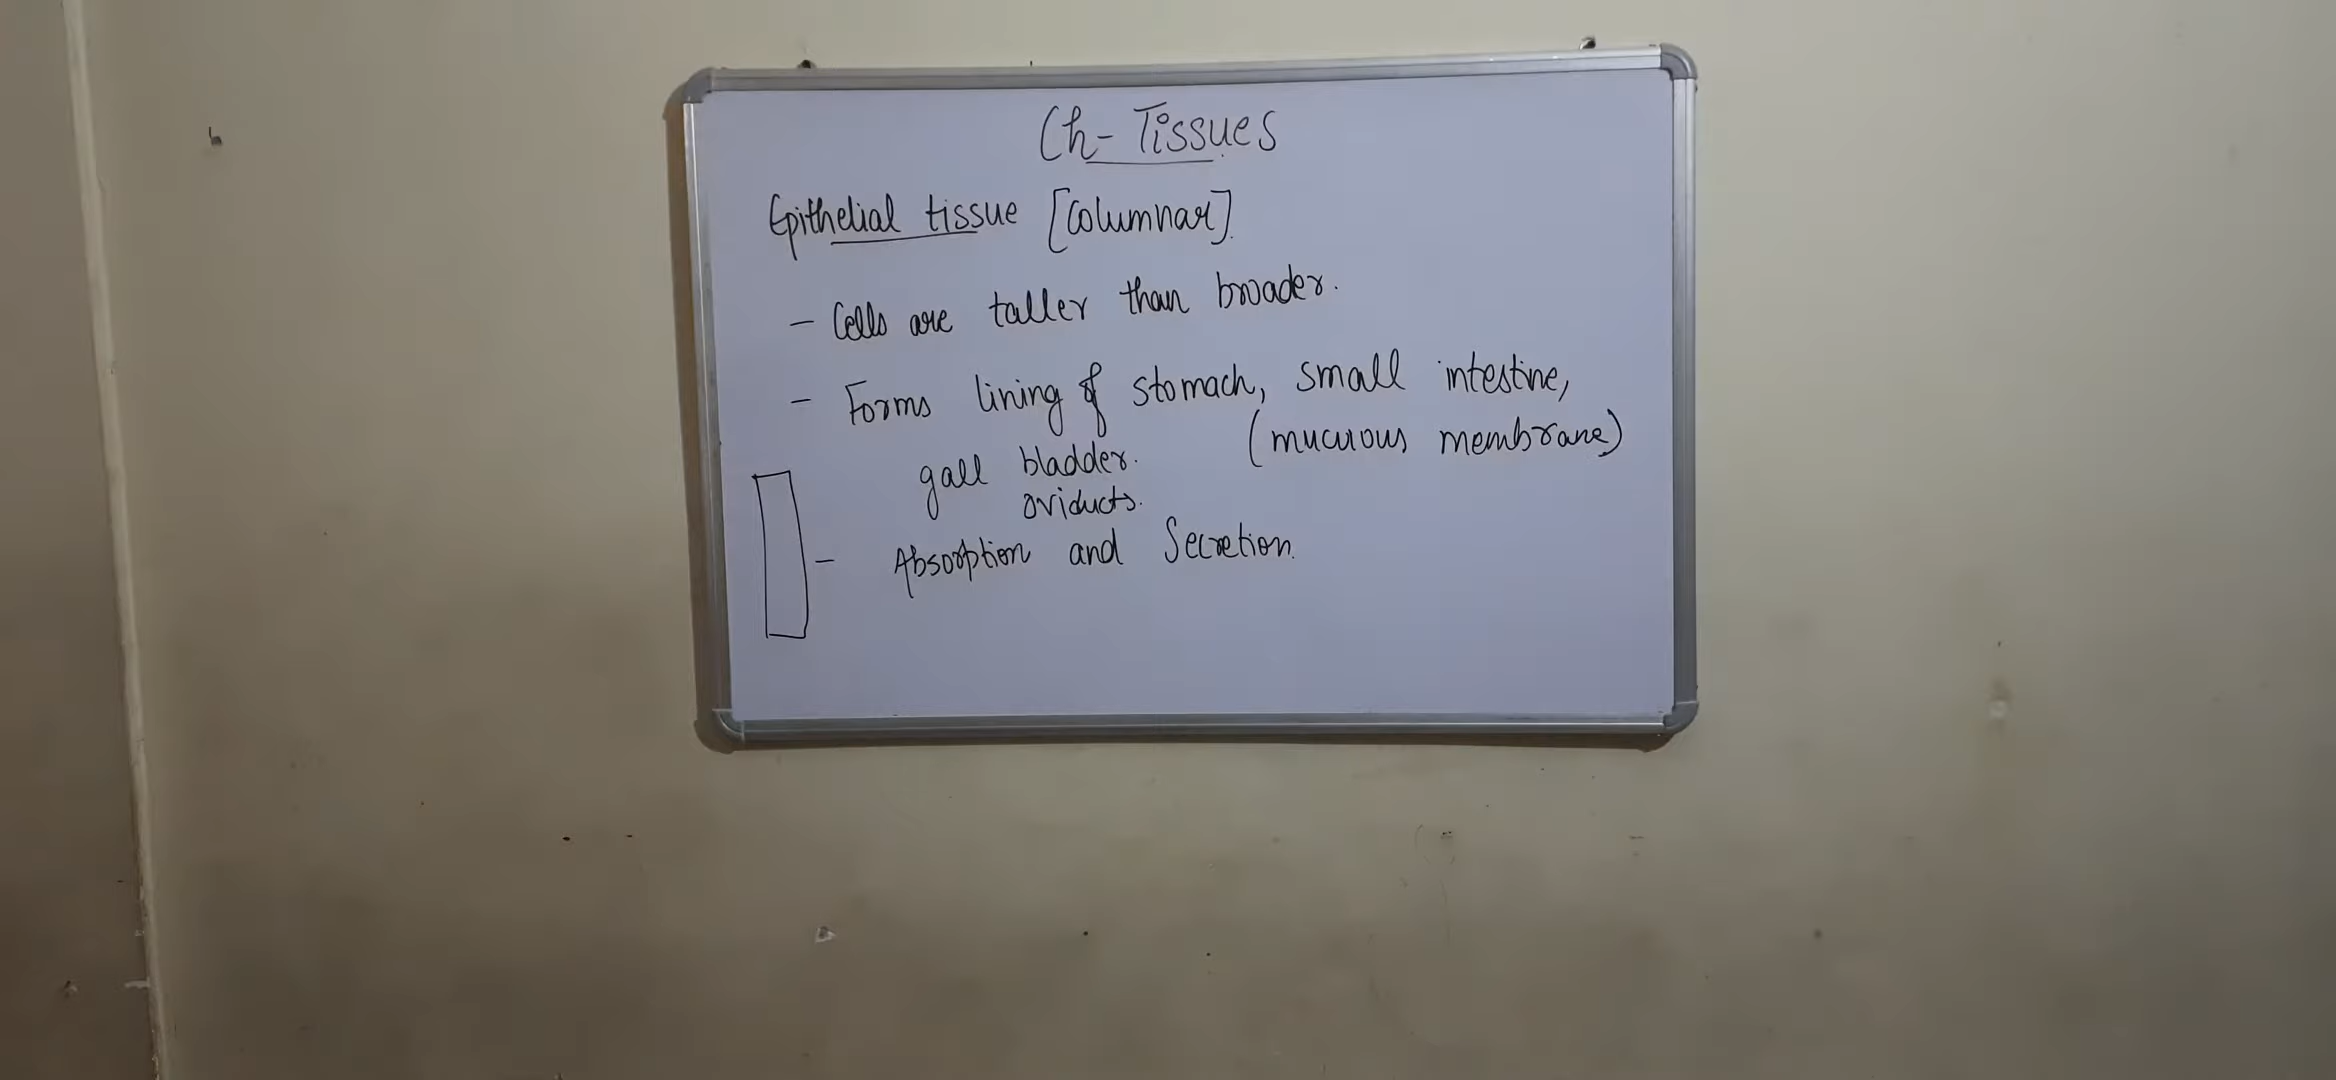 Ch- Tissues
Epithelial tissue [Columnar]
- Cells are taller than broader.
- Forms lining of stomach, small intestine,
gall bladder. (mucuous membrane)
oviducts.
- Absorption and Secretion.